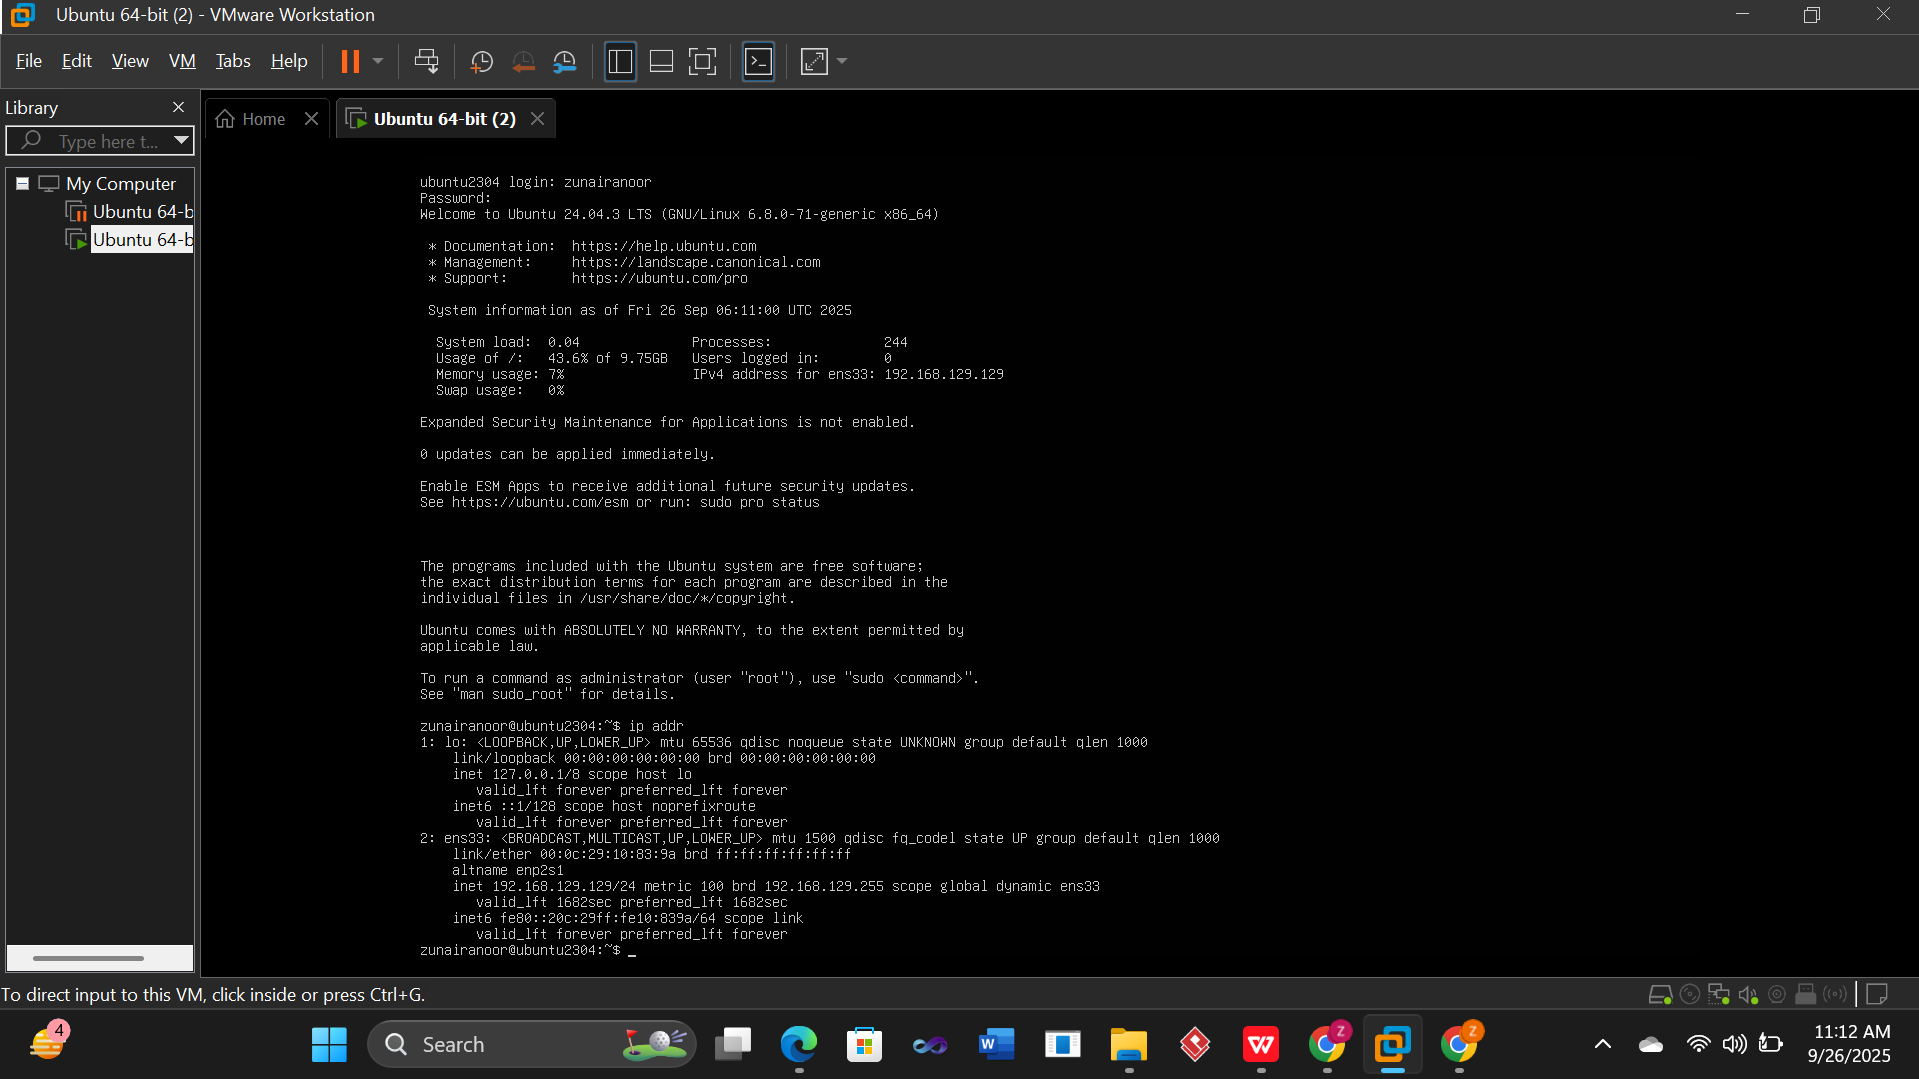 Ubuntu 64-bit (2) - VMware Workstation
File Edit View VM Tabs Help
Library
Type here t...
My Computer
Ubuntu 64-b
Ubuntu 64-b
Home
Ubuntu 64-bit (2)
ubuntu2304 login: zunairanoor
Password:
Welcome to Ubuntu 24.04.3 LTS (GNU/Linux 6.8.0-71-generic x86_64)
* Documentation: https://help.ubuntu.com
* Management: https://landscape.canonical.com
* Support: https://ubuntu.com/pro
System information as of Fri 26 Sep 06:11:00 UTC 2025
System load: 0.04 Processes: 244
Usage of /: 43.6% of 9.75GB Users logged in: 0
Memory usage: 7% IPv4 address for ens33: 192.168.129.129
Swap usage: 0%
Expanded Security Maintenance for Applications is not enabled.
0 updates can be applied immediately.
Enable ESM Apps to receive additional future security updates.
See https://ubuntu.com/esm or run: sudo pro status
The programs included with the Ubuntu system are free software;
the exact distribution terms for each program are described in the
individual files in /usr/share/doc/*/copyright.
Ubuntu comes with ABSOLUTELY NO WARRANTY, to the extent permitted by
applicable law.
To run a command as administrator (user "root"), use "sudo <command>".
See "man sudo_root" for details.
zunairanoor@ubuntu2304:~$ ip addr
1: lo: <LOOPBACK,UP,LOWER_UP> mtu 65536 qdisc noqueue state UNKNOWN group default qlen 1000
link/loopback 00:00:00:00:00:00 brd 00:00:00:00:00:00
inet 127.0.0.1/8 scope host lo
valid_lft forever preferred_lft forever
inet6 ::1/128 scope host noprefixroute
valid_lft forever preferred_lft forever
2: ens33: <BROADCAST,MULTICAST,UP,LOWER_UP> mtu 1500 qdisc fq_codel state UP group default qlen 1000
link/ether 00:0c:29:10:83:9a brd ff:ff:ff:ff:ff:ff
altname enp2s1
inet 192.168.129.129/24 metric 100 brd 192.168.129.255 scope global dynamic ens33
valid_lft 1682sec preferred_lft 1682sec
inet6 fe80::20c:29ff:fe10:839a/64 scope link
valid_lft forever preferred_lft forever
zunairanoor@ubuntu2304:~$ _
To direct input to this VM, click inside or press Ctrl+G.
4
Search
W
Z
Z
11:12 AM
9/26/2025